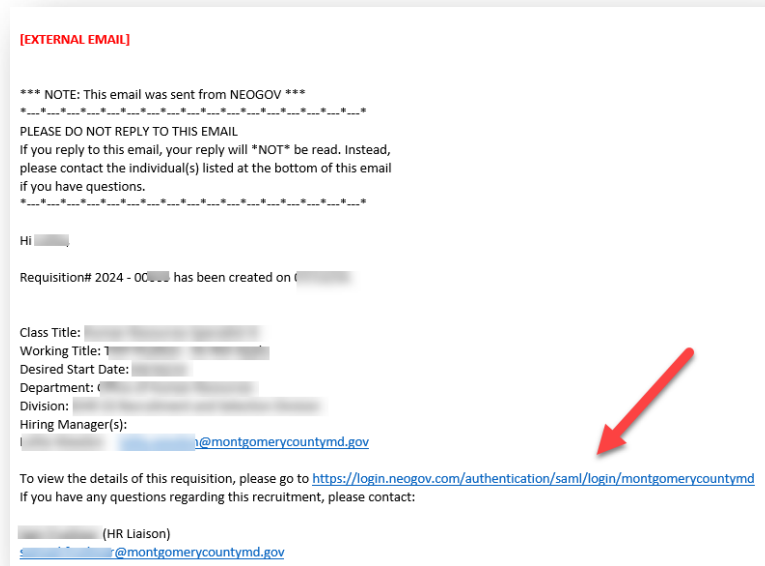 [EXTERNAL EMAIL]
*** NOTE: This email was sent from NEOGOV ***
*---*---*---*---*---*---*---*---*---*---*---*---*---*---*---*---*---*
PLEASE DO NOT REPLY TO THIS EMAIL
If you reply to this email, your reply will *NOT* be read. Instead,
please contact the individual(s) listed at the bottom of this email
if you have questions.
*---*---*---*---*---*---*---*---*---*---*---*---*---*---*---*---*---*
Hi
Requisition# 2024 - 00 has been created on
Class Title:
Working Title:
Desired Start Date:
Department:
Division:
Hiring Manager(s):
@montgomerycountymd.gov
To view the details of this requisition, please go to https://login.neogov.com/authentication/saml/login/montgomerycountymd
If you have any questions regarding this recruitment, please contact:
(HR Liaison)
@montgomerycountymd.gov